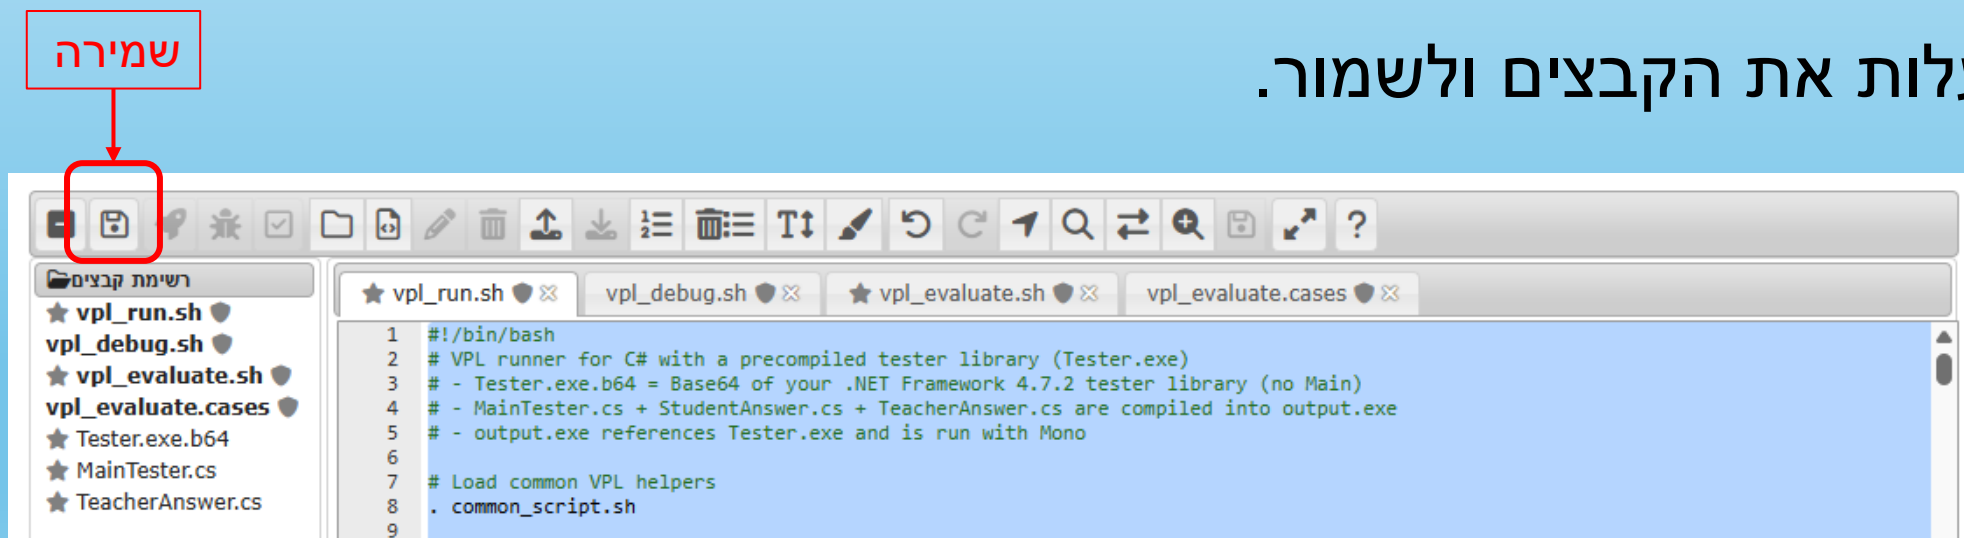 שמירה
את הקבצים ולשמור.
רשימת קבצים
vpl_run.sh
vpl_debug.sh
vpl_evaluate.sh
vpl_evaluate.cases
Tester.exe.b64
MainTester.cs
TeacherAnswer.cs
vpl_run.sh vpl_debug.sh vpl_evaluate.sh vpl_evaluate.cases
1 #!/bin/bash
2 # VPL runner for C# with a precompiled tester library (Tester.exe)
3 # - Tester.exe.b64 = Base64 of your .NET Framework 4.7.2 tester library (no Main)
4 # - MainTester.cs + StudentAnswer.cs + TeacherAnswer.cs are compiled into output.exe
5 # - output.exe references Tester.exe and is run with Mono
6
7 # Load common VPL helpers
8 . common_script.sh
9